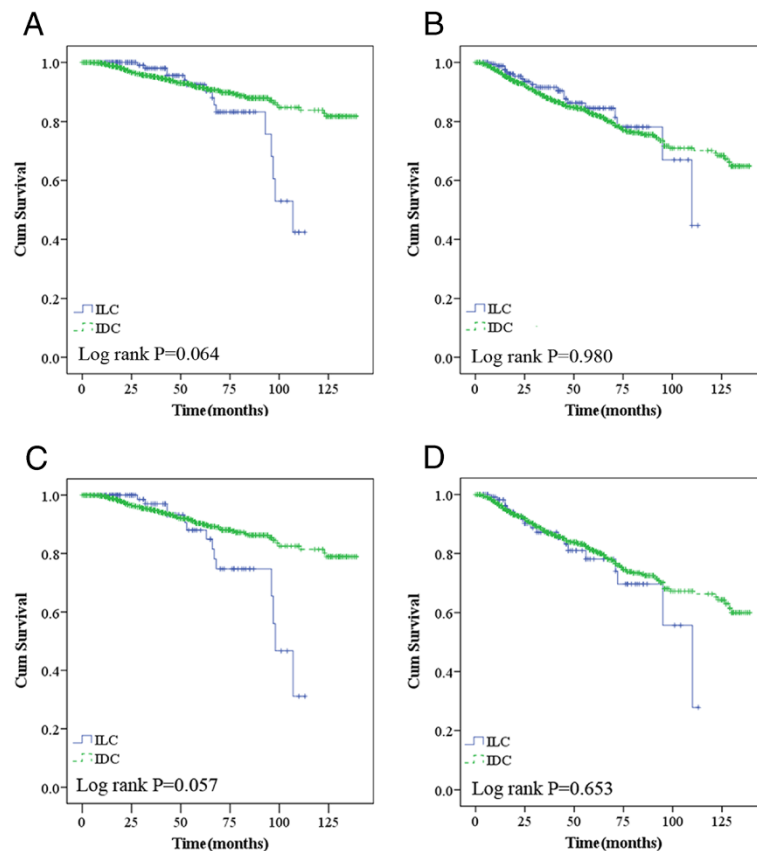 A
Cum Survival
1.0
0.8
0.6
0.4
0.2
0.0
ILC
IDC
Log rank P=0.064
0 25 50 75 100 125
Time(months)
B
Cum Survival
1.0
0.8
0.6
0.4
0.2
0.0
ILC
IDC
Log rank P=0.980
0 25 50 75 100 125
Time(months)
C
Cum Survival
1.0
0.8
0.6
0.4
0.2
0.0
ILC
IDC
Log rank P=0.057
0 25 50 75 100 125
Time(months)
D
Cum Survival
1.0
0.8
0.6
0.4
0.2
0.0
ILC
IDC
Log rank P=0.653
0 25 50 75 100 125
Time(months)